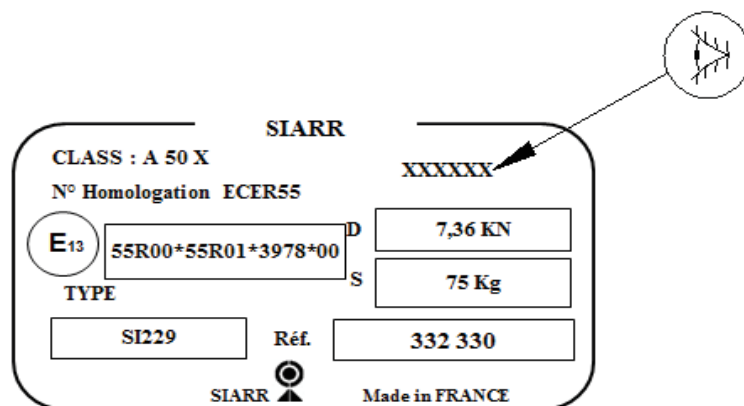 SIARR
CLASS : A 50 X
XXXXXX
N° Homologation ECER55
E13
55R00*55R01*3978*00
D
7,36 KN
S
75 Kg
TYPE
SI229
Réf.
332 330
SIARR
Made in FRANCE